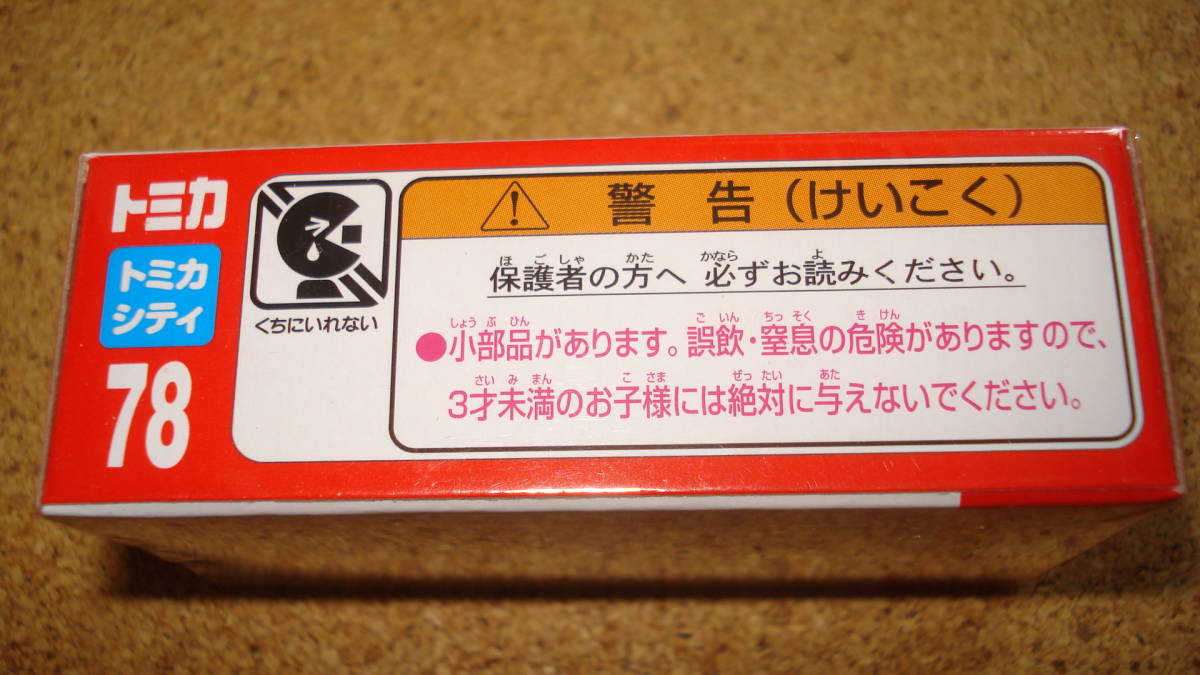 トミカ
トミカ
シティ
78
くちにいれない
警 告 (けいこく)
ほ ご しゃ かた かなら よ
保護者の方へ 必ずお読みください。
しょう ぶ ひん ご いん ちっ そく き けん
●小部品があります。誤飲・窒息の危険がありますので、
さい み まん こ さま ぜっ たい あた
3才未満のお子様には絶対に与えないでください。